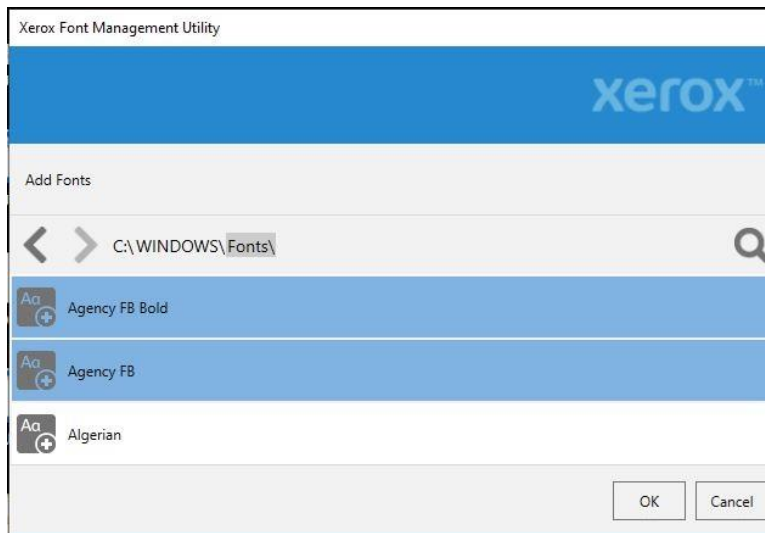 Xerox Font Management Utility
xerox™
Add Fonts
C:\WINDOWS\Fonts\
Aa Agency FB Bold
Aa Agency FB
Aa Algerian
OK Cancel